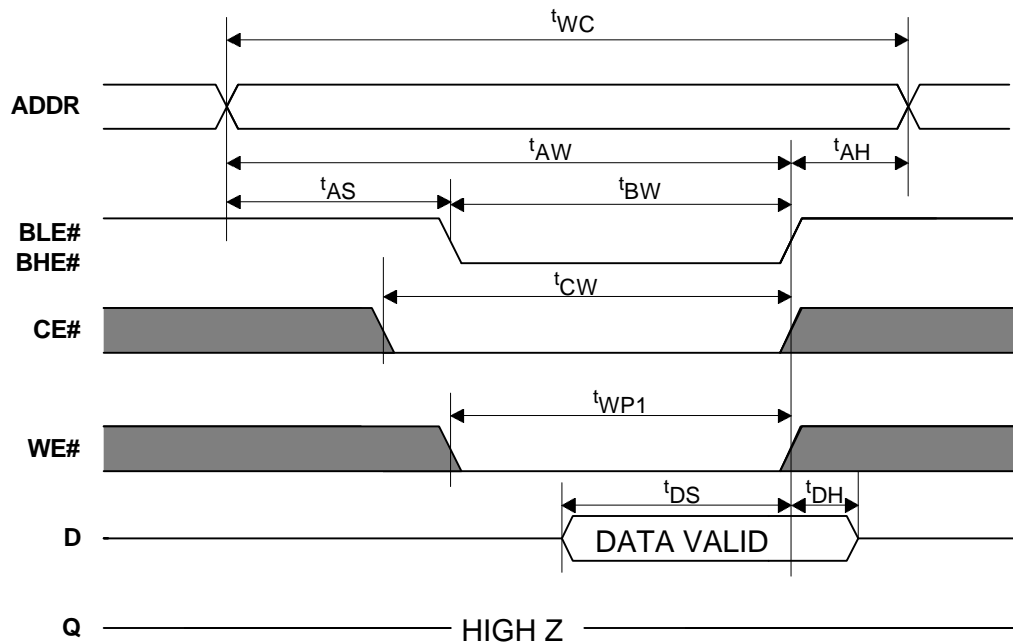 tWC
ADDR
tAW
tAH
tAS
tBW
BLE#
BHE#
tCW
CE#
tWP1
WE#
tDS
tDH
D
DATA VALID
Q
HIGH Z